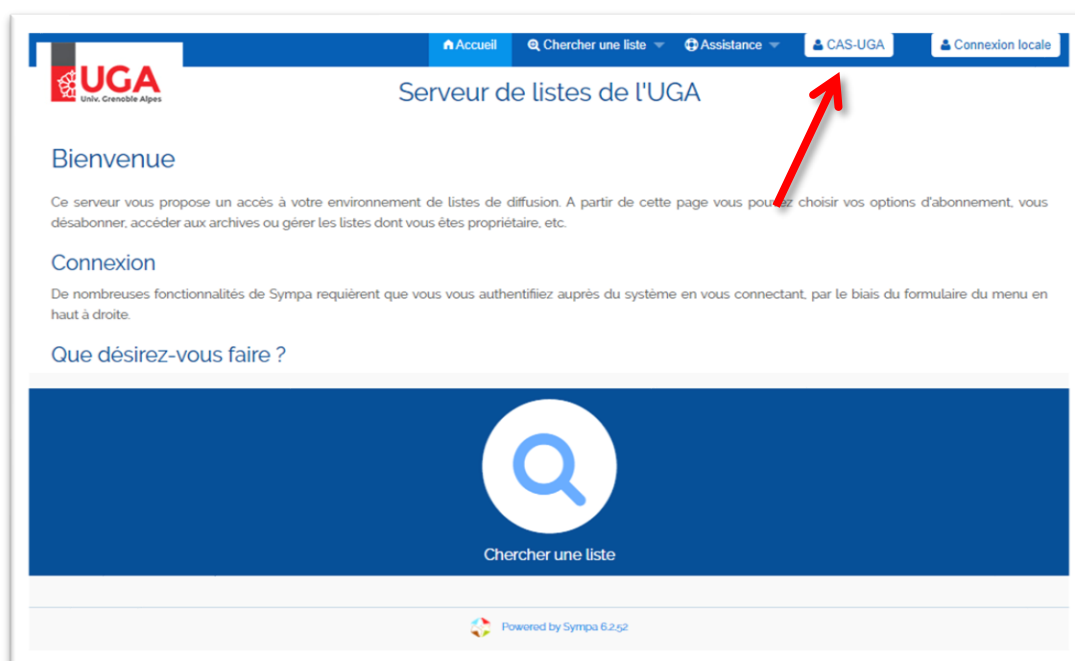 Accueil Chercher une liste Assistance CAS-UGA Connexion locale
UGA
Univ. Grenoble Alpes
Serveur de listes de l'UGA
Bienvenue
Ce serveur vous propose un accès à votre environnement de listes de diffusion. A partir de cette page vous pouvez choisir vos options d'abonnement, vous
désabonner, accéder aux archives ou gérer les listes dont vous êtes propriétaire, etc.
Connexion
De nombreuses fonctionnalités de Sympa requièrent que vous vous authentifiiez auprès du système en vous connectant, par le biais du formulaire du menu en
haut à droite.
Que désirez-vous faire ?
Chercher une liste
Powered by Sympa 6.2.52